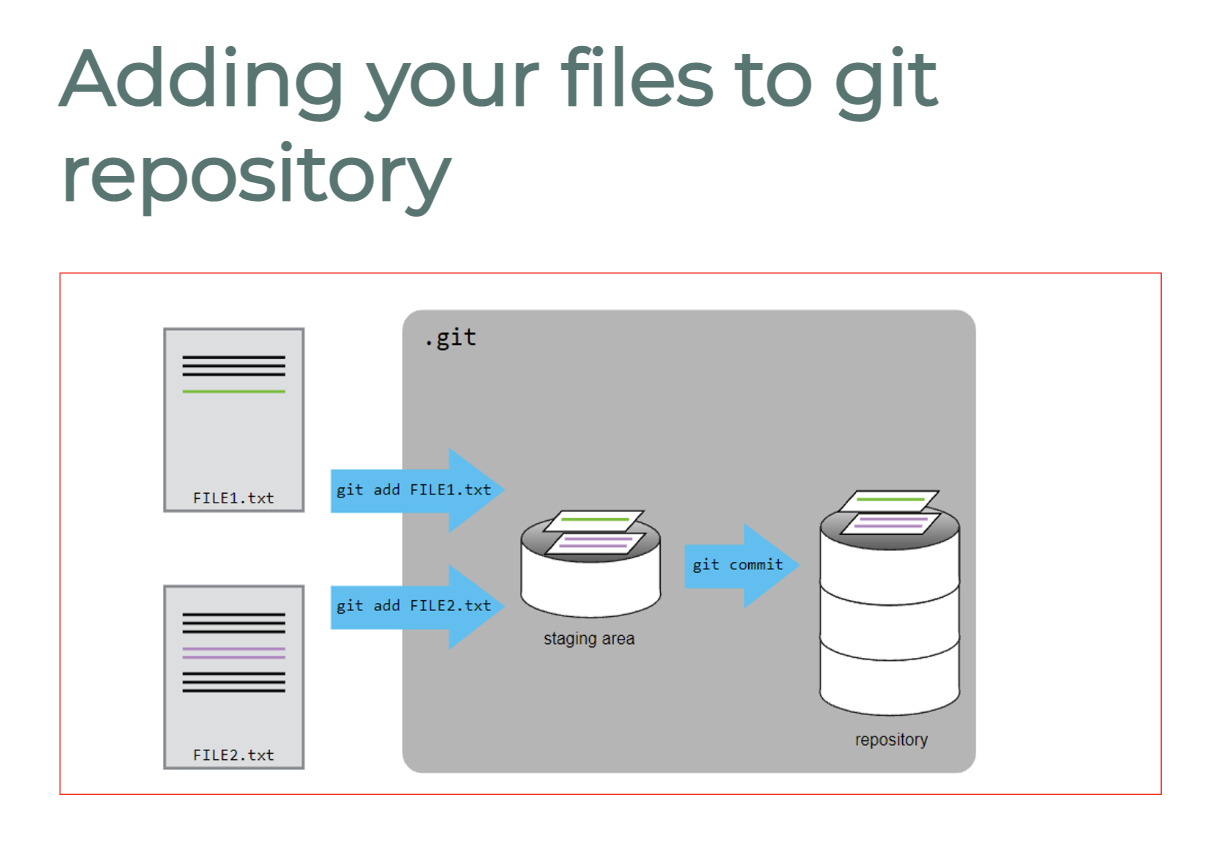 Adding your files to git
repository
.git
FILE1.txt
git add FILE1.txt
git add FILE2.txt
git commit
staging area
FILE2.txt
repository